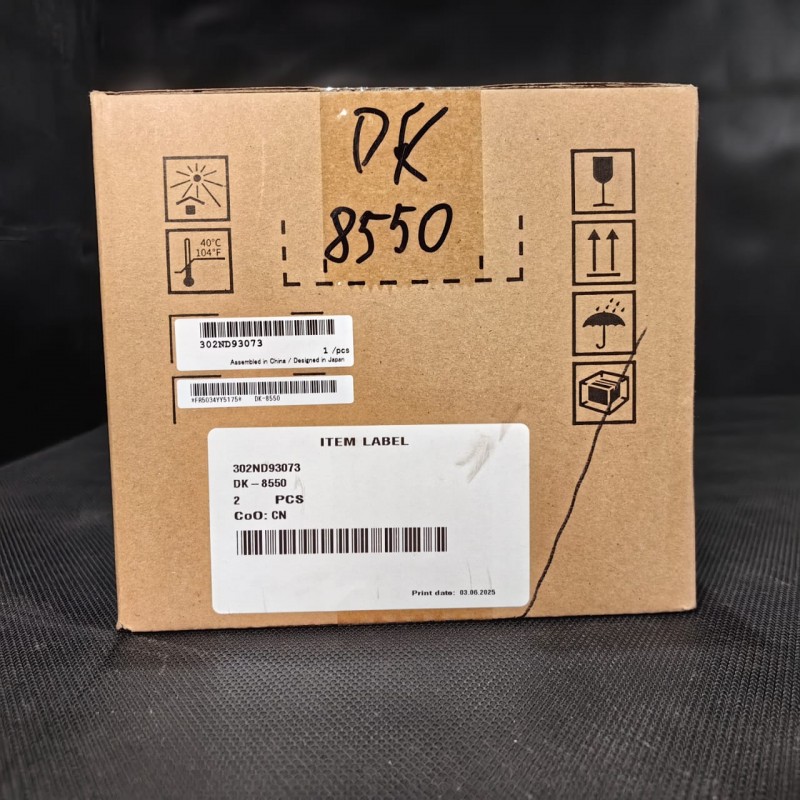 DK
8550
40°C
104°F
302ND93073
1 /pcs
Assembled in China / Designed in Japan
*FR5034YY5175* DK-8550
ITEM LABEL
302ND93073
DK-8550
2 PCS
CoO: CN
Print date: 03.06.2025